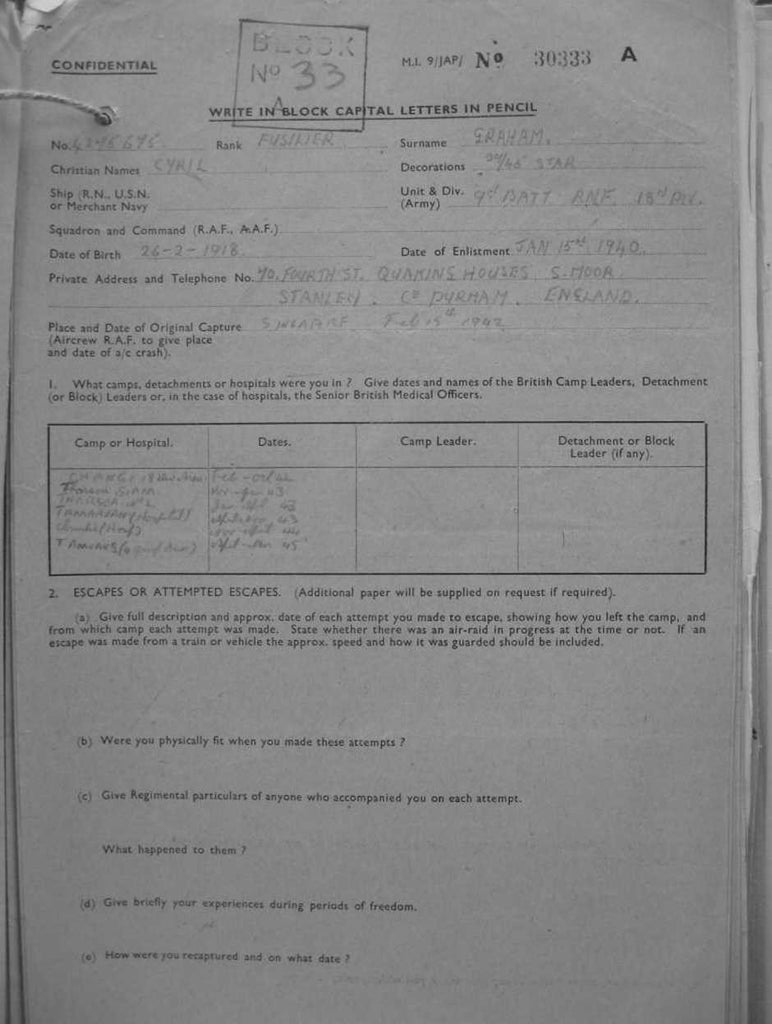 BLOCK
No 33
CONFIDENTIAL
M.I. 9/JAP/ No 30333 A
WRITE IN BLOCK CAPITAL LETTERS IN PENCIL
No. Rank FUSILIER Surname GRAHAM.
Christian Names CYRIL Decorations STAR
Ship (R.N., U.S.N. or Merchant Navy
Unit & Div. (Army) 9th BATT RNF. 18th DIV.
Squadron and Command (R.A.F., A.A.F.)
Date of Birth 26-2-1918 Date of Enlistment JAN 15th 1940.
Private Address and Telephone No. 70, FOURTH ST. QUAKING HOUSES S. MOOR
STANLEY. Co DURHAM. ENGLAND.
Place and Date of Original Capture SINGAPORE Feb 15th 1942
(Aircrew R.A.F. to give place
and date of a/c crash).
1. What camps, detachments or hospitals were you in ? Give dates and names of the British Camp Leaders, Detachment
(or Block) Leaders or, in the case of hospitals, the Senior British Medical Officers.
Camp or Hospital. Dates. Camp Leader. Detachment or Block
Leader (if any).
CHANGI Feb - Oct 42
SIAM 43
43
(Hospital) 43
(Hosp) 44
45
2. ESCAPES OR ATTEMPTED ESCAPES. (Additional paper will be supplied on request if required).
(a) Give full description and approx. date of each attempt you made to escape, showing how you left the camp, and
from which camp each attempt was made. State whether there was an air-raid in progress at the time or not. If an
escape was made from a train or vehicle the approx. speed and how it was guarded should be included.
(b) Were you physically fit when you made these attempts ?
(c) Give Regimental particulars of anyone who accompanied you on each attempt.
What happened to them ?
(d) Give briefly your experiences during periods of freedom.
(e) How were you recaptured and on what date ?